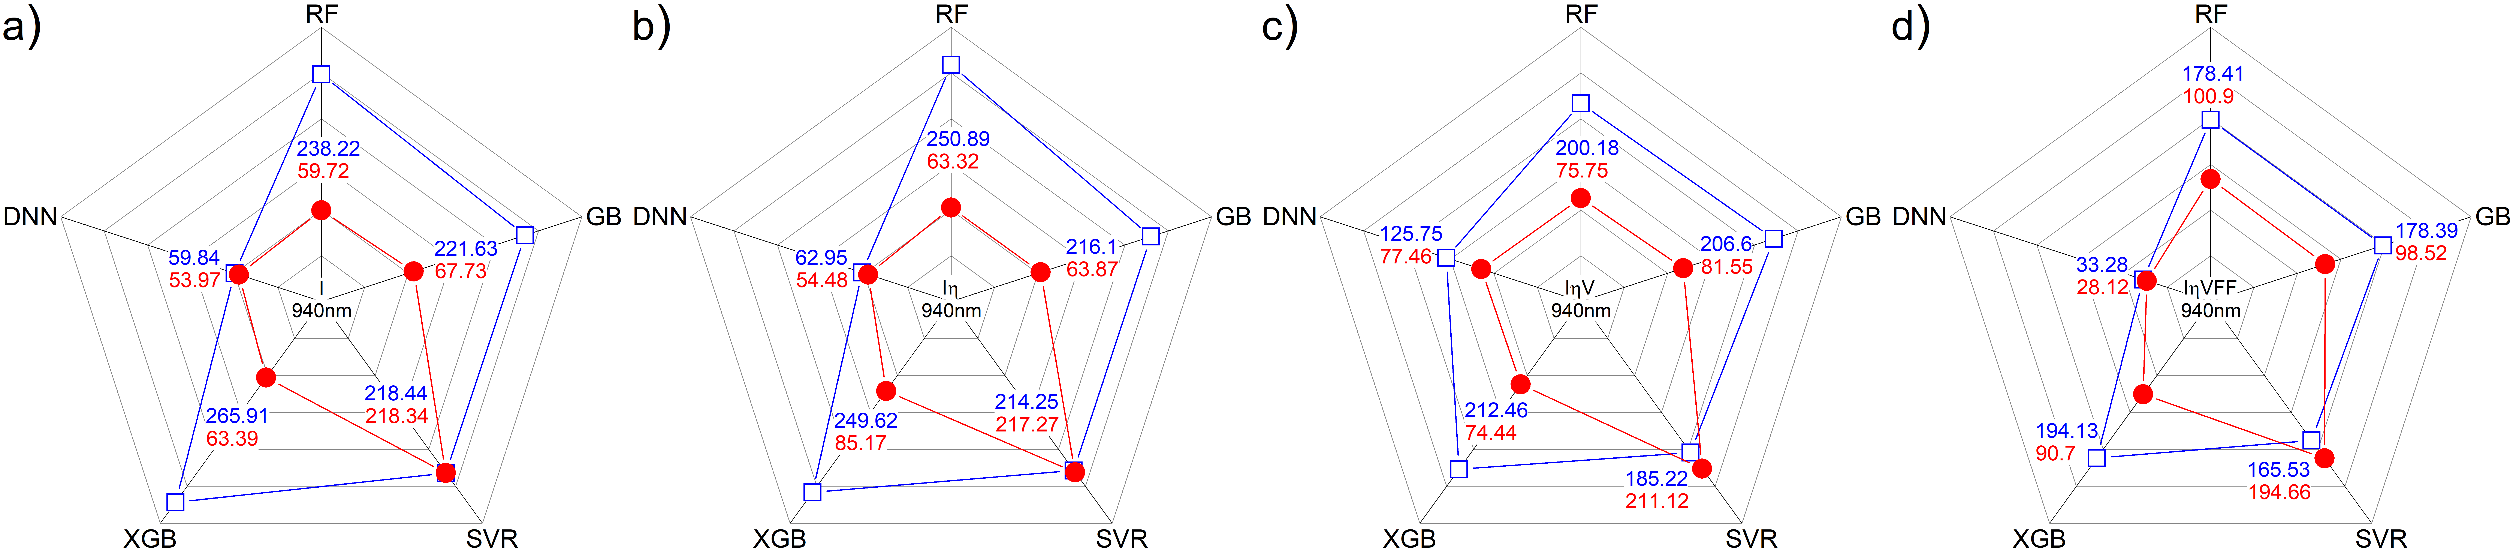 a)
RF
238.22
59.72
DNN
GB
59.84
53.97
221.63
67.73
I
940nm
265.91
63.39
218.44
218.34
XGB
SVR
b)
RF
250.89
63.32
DNN
GB
62.95
54.48
216.1
63.87
Iη
940nm
249.62
85.17
214.25
217.27
XGB
SVR
c)
RF
200.18
75.75
DNN
GB
125.75
77.46
206.6
81.55
IηV
940nm
212.46
74.44
185.22
211.12
XGB
SVR
d)
RF
178.41
100.9
DNN
GB
33.28
28.12
178.39
98.52
IηVFF
940nm
194.13
90.7
165.53
194.66
XGB
SVR